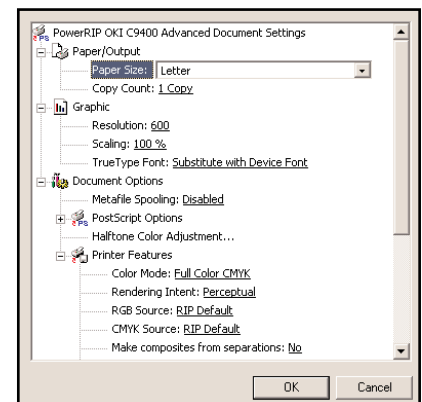 PowerRIP OKI C9400 Advanced Document Settings
Paper/Output
Paper Size: Letter
Copy Count: 1 Copy
Graphic
Resolution: 600
Scaling: 100 %
TrueType Font: Substitute with Device Font
Document Options
Metafile Spooling: Disabled
PostScript Options
Halftone Color Adjustment...
Printer Features
Color Mode: Full Color CMYK
Rendering Intent: Perceptual
RGB Source: RIP Default
CMYK Source: RIP Default
Make composites from separations: No
OK Cancel